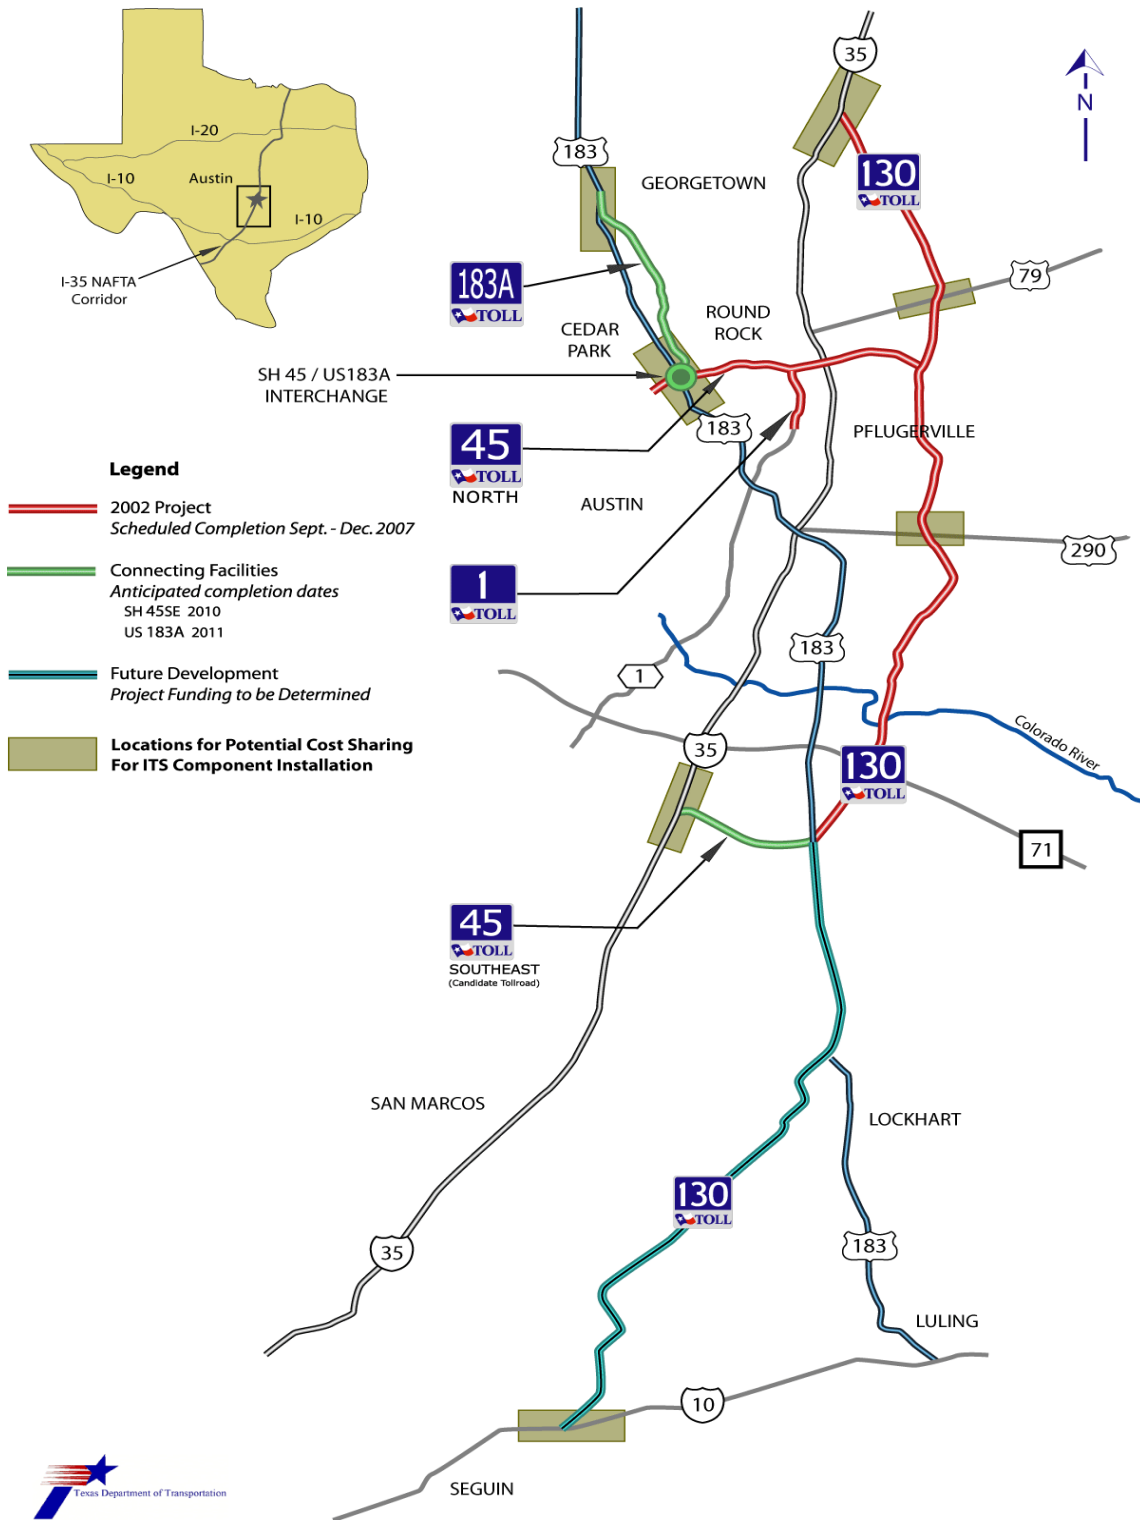 I-20
I-10
Austin
I-10
I-35 NAFTA
Corridor
35
N
183
GEORGETOWN
130
TOLL
79
183A
TOLL
CEDAR
PARK
ROUND
ROCK
SH 45 / US183A
INTERCHANGE
45
TOLL
NORTH
183
PFLUGERVILLE
AUSTIN
290
1
TOLL
183
1
35
Colorado River
130
TOLL
71
Legend
2002 Project
Scheduled Completion Sept. - Dec. 2007
Connecting Facilities
Anticipated completion dates
SH 45SE 2010
US 183A 2011
Future Development
Project Funding to be Determined
Locations for Potential Cost Sharing
For ITS Component Installation
45
TOLL
SOUTHEAST
(Candidate Tollroad)
SAN MARCOS
LOCKHART
130
TOLL
35
183
LULING
10
SEGUIN
Texas Department of Transportation